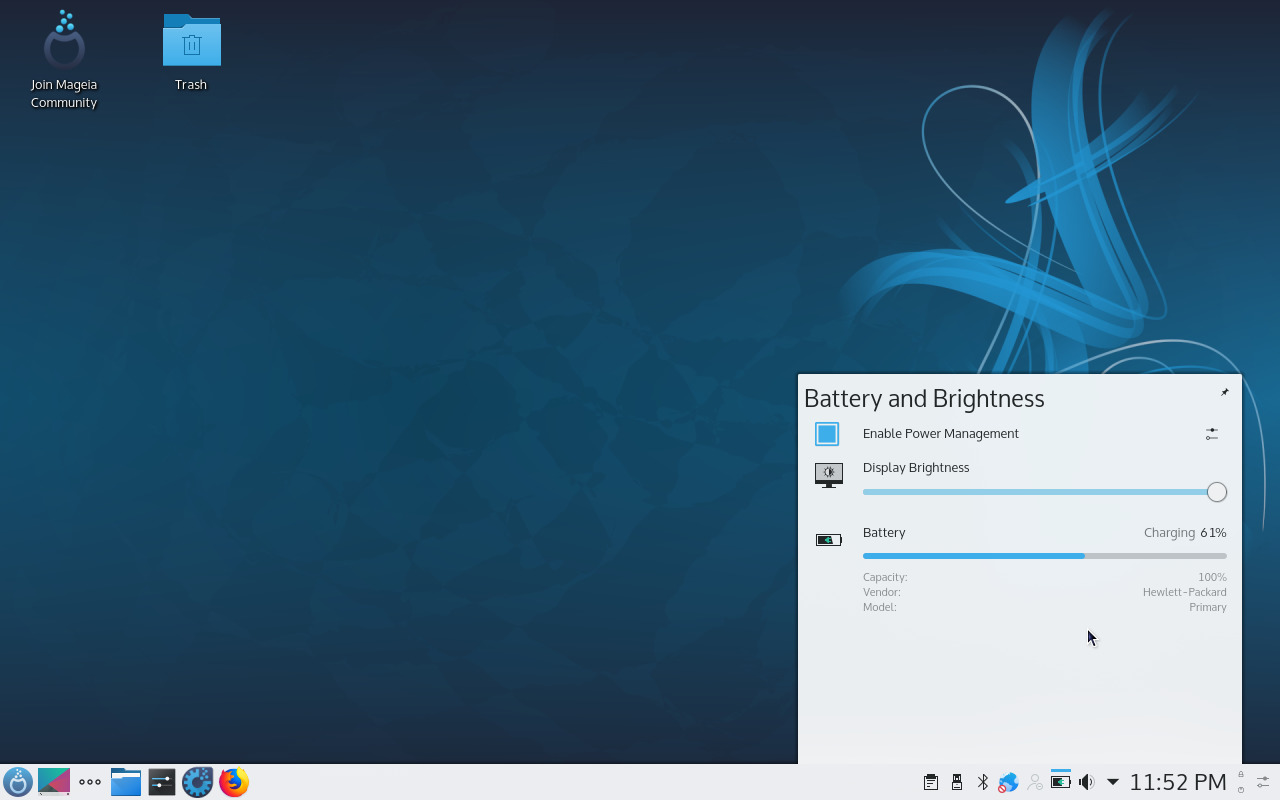 Join Mageia
Community
Trash
Battery and Brightness
Enable Power Management
Display Brightness
Battery Charging 61%
Capacity: 100%
Vendor: Hewlett-Packard
Model: Primary
11:52 PM